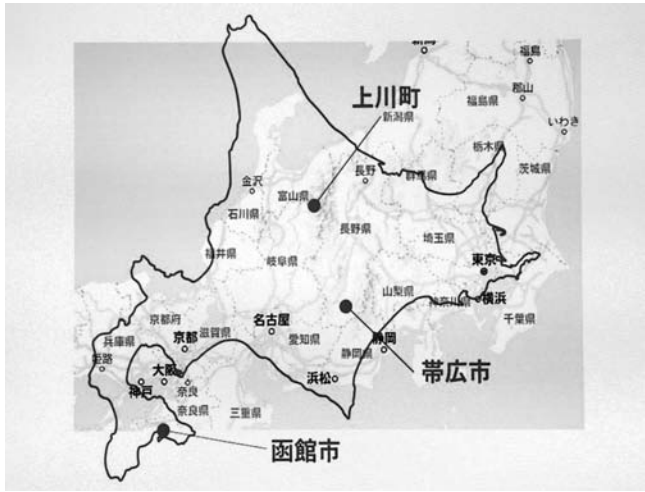 福島
郡山
いわき
福島県
上川町
新潟県
栃木県
茨城県
長野
群馬県
金沢
富山県
石川県
長野県
埼玉県
福井県
岐阜県
東京
山梨県
神奈川県
横浜
千葉県
京都府
滋賀県
名古屋
愛知県
静岡
静岡県
兵庫県
京都
姫路
帯広市
大阪
神戸
奈良
浜松
奈良県
三重県
函館市